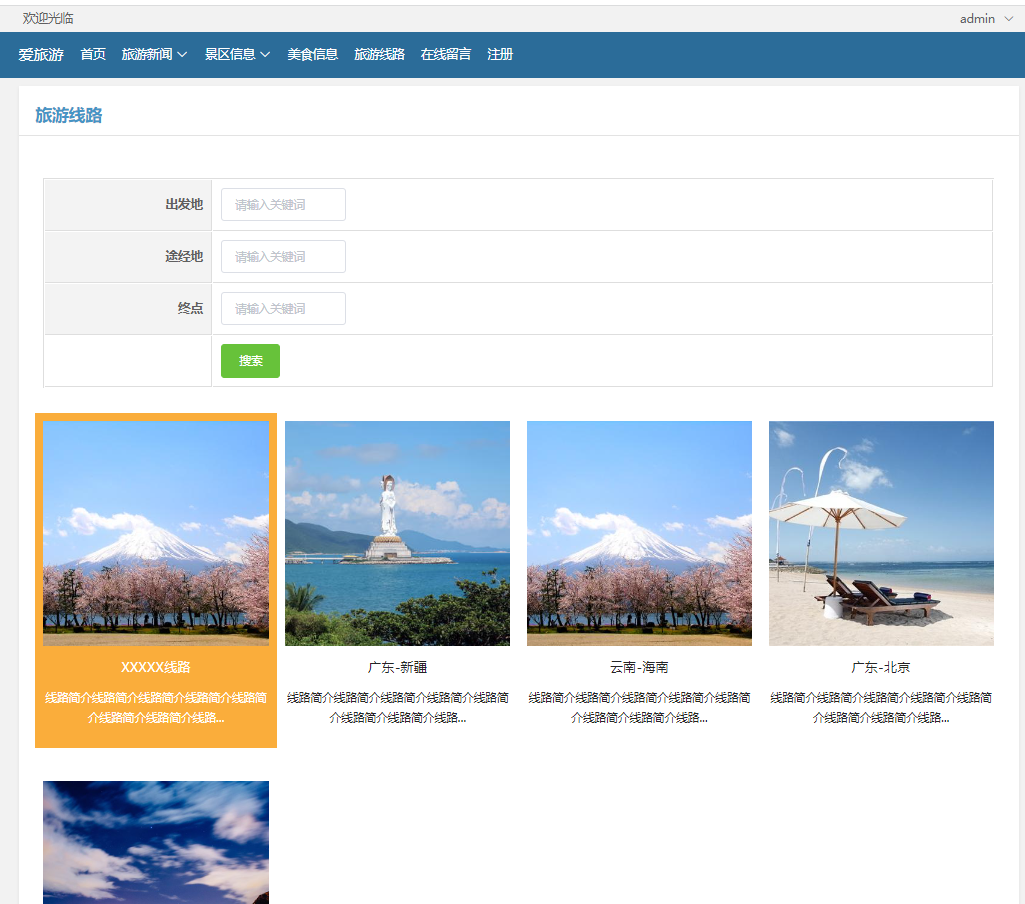 欢迎光临 admin
爱旅游 首页 旅游新闻 景区信息 美食信息 旅游线路 在线留言 注册
旅游线路
出发地 请输入关键词
途经地 请输入关键词
终点 请输入关键词
搜索
XXXXX线路
线路简介线路简介线路简介线路简介线路简
介线路简介线路简介线路...
广东-新疆
线路简介线路简介线路简介线路简介线路简
介线路简介线路简介线路...
云南-海南
线路简介线路简介线路简介线路简介线路简
介线路简介线路简介线路...
广东-北京
线路简介线路简介线路简介线路简介线路简
介线路简介线路简介线路...